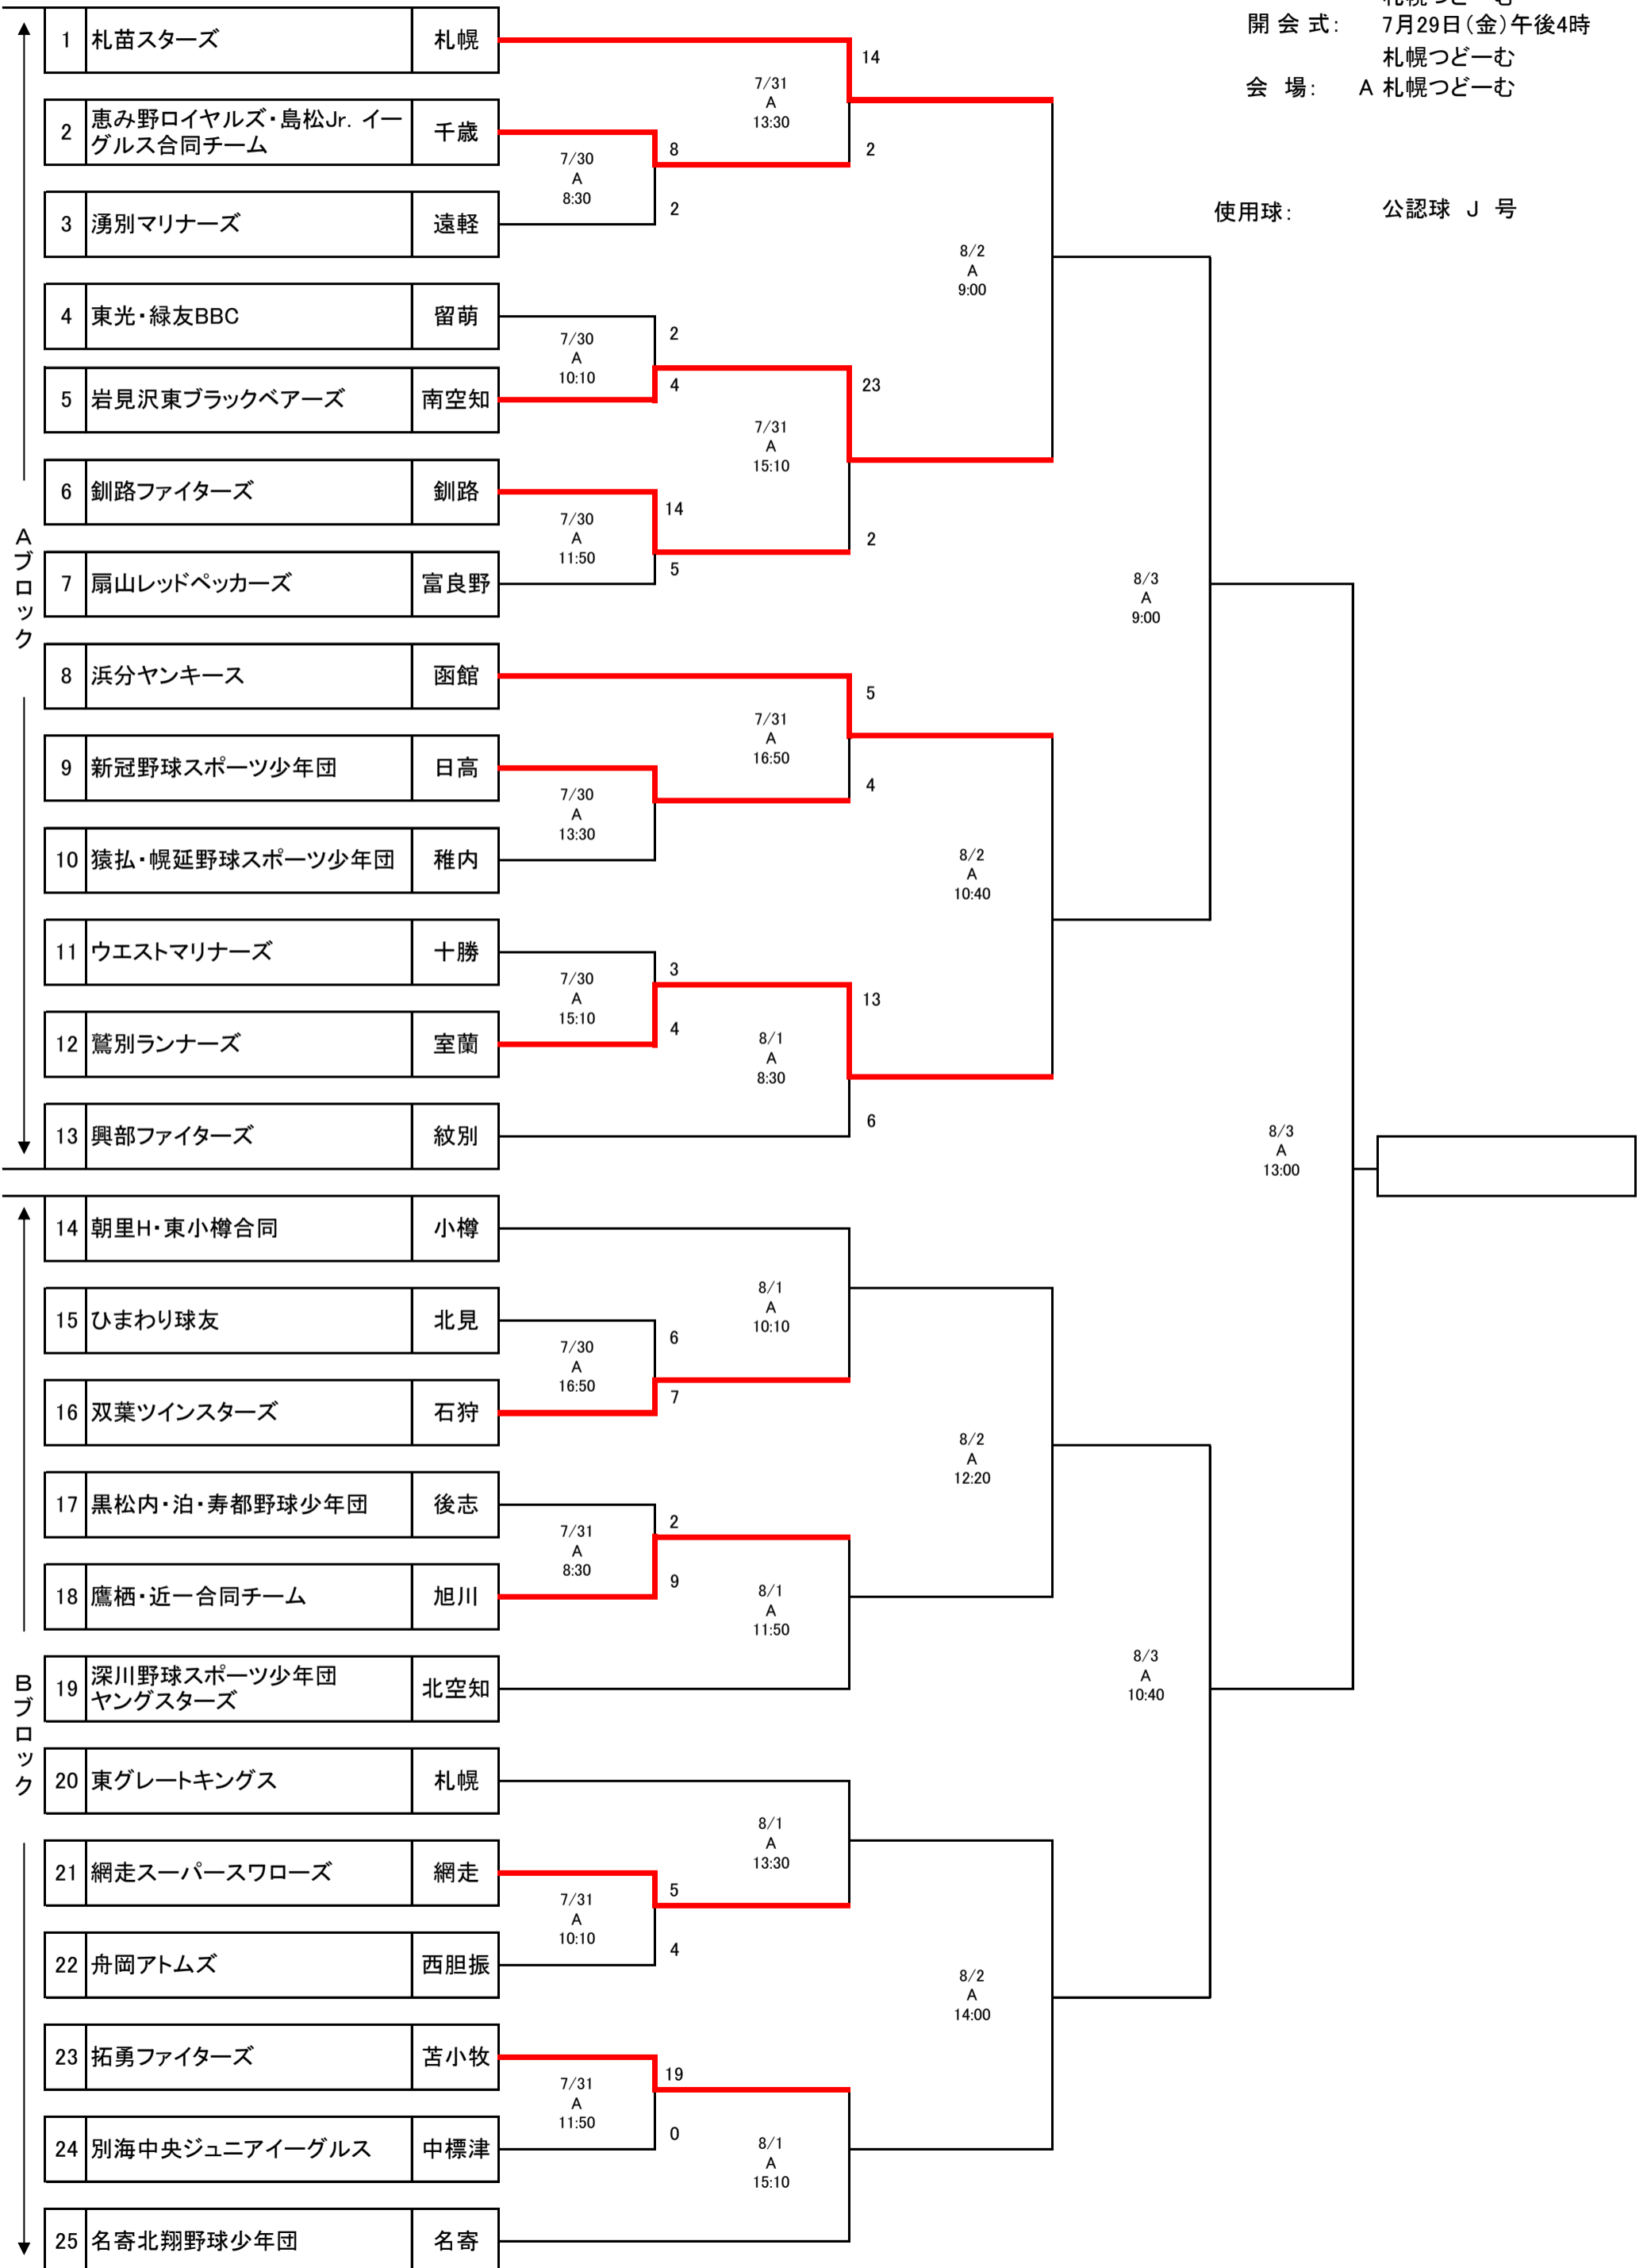 札幌つどーむ
開 会 式： 7月29日（金）午後4時
札幌つどーむ
会 場： A 札幌つどーむ
使用球： 公認球 J 号
Aブロック
1 札苗スターズ 札幌
2 恵み野ロイヤルズ・島松Jr. イー
グルス合同チーム 千歳
3 湧別マリナーズ 遠軽
4 東光・緑友BBC 留萌
5 岩見沢東ブラックベアーズ 南空知
6 釧路ファイターズ 釧路
7 扇山レッドペッカーズ 富良野
8 浜分ヤンキース 函館
9 新冠野球スポーツ少年団 日高
10 猿払・幌延野球スポーツ少年団 稚内
11 ウエストマリナーズ 十勝
12 鷲別ランナーズ 室蘭
13 興部ファイターズ 紋別
Bブロック
14 朝里H・東小樽合同 小樽
15 ひまわり球友 北見
16 双葉ツインスターズ 石狩
17 黒松内・泊・寿都野球少年団 後志
18 鷹栖・近一合同チーム 旭川
19 深川野球スポーツ少年団
ヤングスターズ 北空知
20 東グレートキングス 札幌
21 網走スーパースワローズ 網走
22 舟岡アトムズ 西胆振
23 拓勇ファイターズ 苫小牧
24 別海中央ジュニアイーグルス 中標津
25 名寄北翔野球少年団 名寄
7/30
A
8:30
8
2
7/30
A
10:10
2
4
7/30
A
11:50
14
5
7/30
A
13:30
7/30
A
15:10
3
4
7/30
A
16:50
6
7
7/31
A
8:30
2
9
7/31
A
10:10
5
4
7/31
A
11:50
19
0
7/31
A
13:30
14
2
7/31
A
15:10
23
2
7/31
A
16:50
5
4
8/1
A
8:30
13
6
8/1
A
10:10
8/1
A
11:50
8/1
A
13:30
8/1
A
15:10
8/2
A
9:00
8/2
A
10:40
8/2
A
12:20
8/2
A
14:00
8/3
A
9:00
8/3
A
10:40
8/3
A
13:00